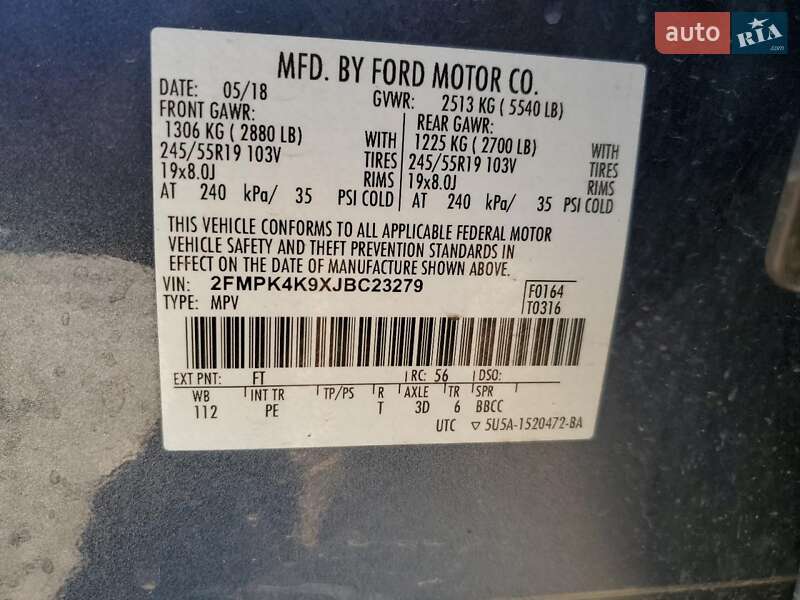 auto RIA.com
MFD. BY FORD MOTOR CO.
DATE: 05/18 GVWR: 2513 KG ( 5540 LB)
FRONT GAWR: REAR GAWR:
1306 KG ( 2880 LB) WITH 1225 KG ( 2700 LB) WITH
245/55R19 103V TIRES 245/55R19 103V TIRES
19x8.0J RIMS 19x8.0J RIMS
AT 240 kPa/ 35 PSI COLD AT 240 kPa/ 35 PSI COLD
THIS VEHICLE CONFORMS TO ALL APPLICABLE FEDERAL MOTOR
VEHICLE SAFETY AND THEFT PREVENTION STANDARDS IN
EFFECT ON THE DATE OF MANUFACTURE SHOWN ABOVE.
VIN: 2FMPK4K9XJBC23279 F0164
TYPE: MPV T0316
EXT PNT: FT RC: 56 DSO:
WB INT TR TP/PS R AXLE TR SPR
112 PE T 3D 6 BBCC
UTC ▽ 5U5A-1520472-BA